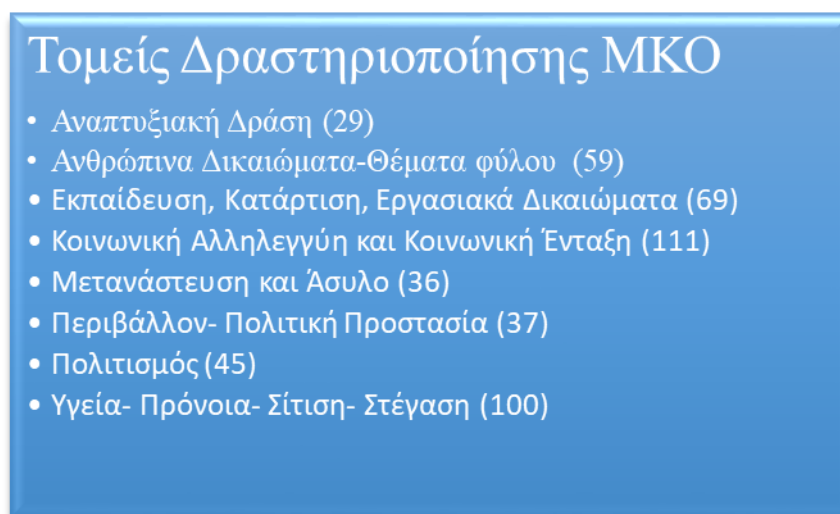 Τομείς Δραστηριοποίησης ΜΚΟ
• Αναπτυξιακή Δράση (29)
• Ανθρώπινα Δικαιώματα-Θέματα φύλου (59)
• Εκπαίδευση, Κατάρτιση, Εργασιακά Δικαιώματα (69)
• Κοινωνική Αλληλεγγύη και Κοινωνική Ένταξη (111)
• Μετανάστευση και Άσυλο (36)
• Περιβάλλον- Πολιτική Προστασία (37)
• Πολιτισμός (45)
• Υγεία- Πρόνοια- Σίτιση- Στέγαση (100)